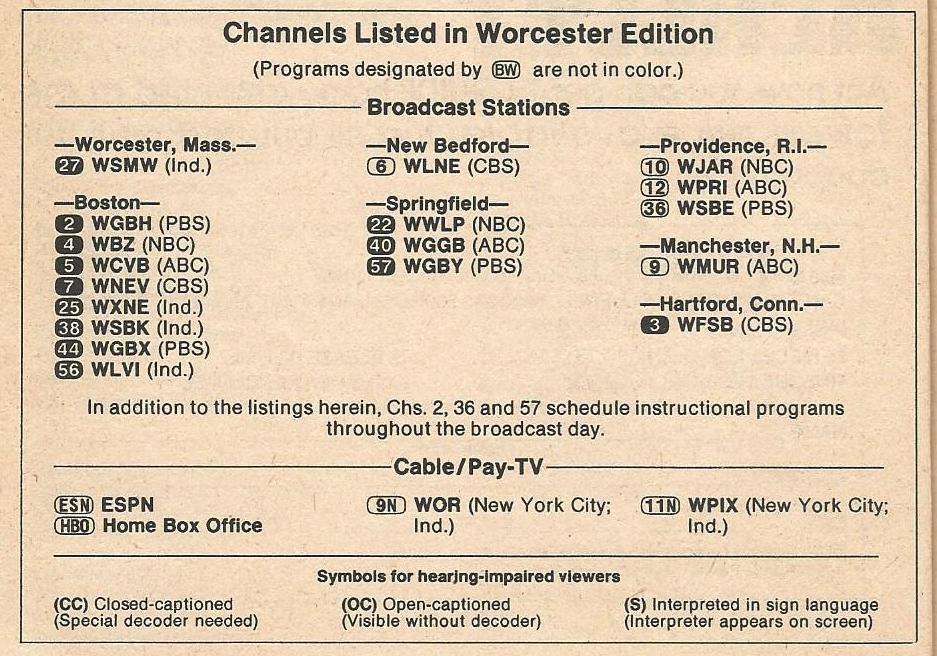 Channels Listed in Worcester Edition
(Programs designated by BW are not in color.)
Broadcast Stations
—Worcester, Mass.—
27 WSMW (Ind.)
—Boston—
2 WGBH (PBS)
4 WBZ (NBC)
5 WCVB (ABC)
7 WNEV (CBS)
25 WXNE (Ind.)
38 WSBK (Ind.)
44 WGBX (PBS)
56 WLVI (Ind.)
—New Bedford—
6 WLNE (CBS)
—Springfield—
22 WWLP (NBC)
40 WGGB (ABC)
57 WGBY (PBS)
—Providence, R.I.—
10 WJAR (NBC)
12 WPRI (ABC)
36 WSBE (PBS)
—Manchester, N.H.—
9 WMUR (ABC)
—Hartford, Conn.—
3 WFSB (CBS)
In addition to the listings herein, Chs. 2, 36 and 57 schedule instructional programs
throughout the broadcast day.
Cable/Pay-TV
ESN ESPN
HBO Home Box Office
9N WOR (New York City;
Ind.)
11N WPIX (New York City;
Ind.)
Symbols for hearing-impaired viewers
(CC) Closed-captioned
(Special decoder needed)
(OC) Open-captioned
(Visible without decoder)
(S) Interpreted in sign language
(Interpreter appears on screen)